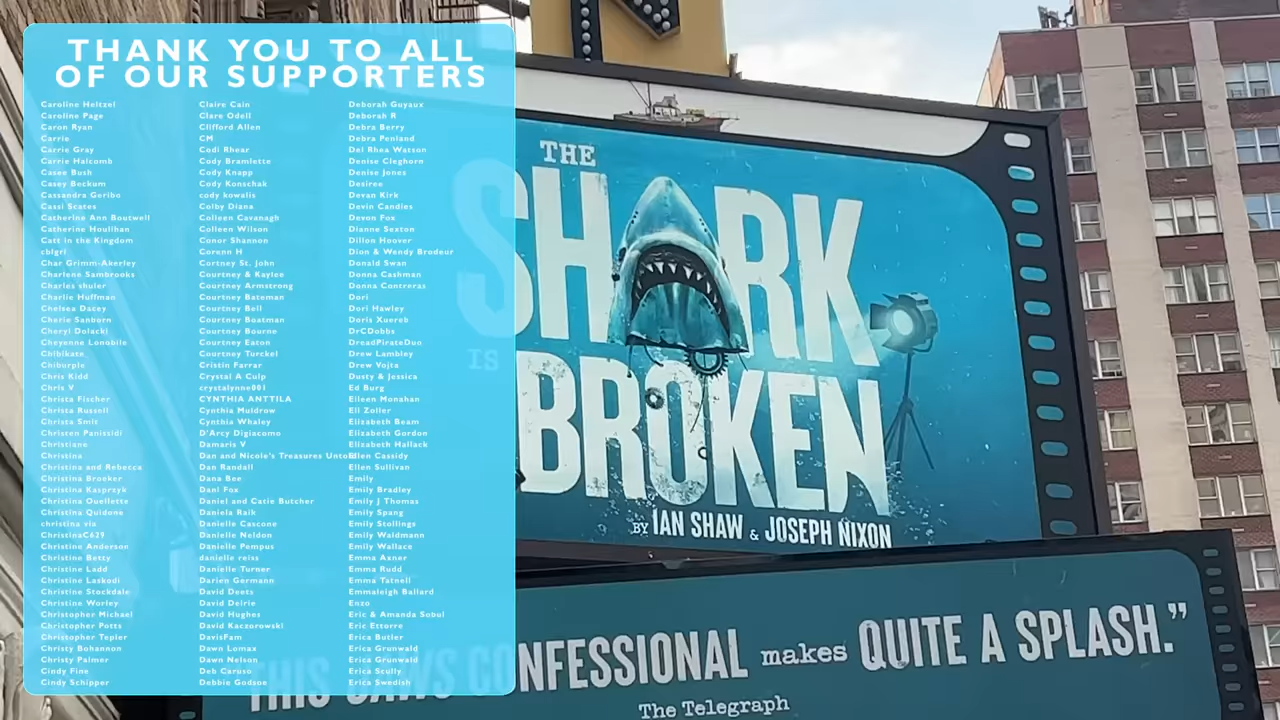 THANK YOU TO ALL
OF OUR SUPPORTERS
Caroline Heltzel
Caroline Page
Caron Ryan
Carrie
Carrie Gray
Carrie Halcomb
Casee Bush
Casey Beckum
Cassandra Goribo
Cassi Scates
Catherine Ann Boutwell
Catherine Houlihan
Catt in the Kingdom
cblgri
Char Grimm-Akerley
Charlene Sambrooks
Charles shuler
Charlie Huffman
Chelsea Dacey
Cherie Sanborn
Cheryl Dolacki
Cheyenne Lonobile
Chibikate
Chiburple
Chris Kidd
Chris V
Christa Fischer
Christa Russell
Christa Smit
Christen Panissidi
Christiane
Christina
Christina and Rebecca
Christina Broeker
Christina Kasprzyk
Christina Ouellette
Christina Quidone
christina via
ChristinaC629
Christine Anderson
Christine Betty
Christine Ladd
Christine Laskodi
Christine Stockdale
Christine Worley
Christopher Michael
Christopher Potts
Christopher Tepler
Christy Bohannon
Christy Palmer
Cindy Fine
Cindy Schipper
Claire Cain
Clare Odell
Clifford Allen
CM
Codi Rhear
Cody Bramlette
Cody Knapp
Cody Konschak
cody kowalis
Colby Diana
Colleen Cavanagh
Colleen Wilson
Conor Shannon
Corenn H
Cortney St. John
Courtney & Kaylee
Courtney Armstrong
Courtney Bateman
Courtney Bell
Courtney Boatman
Courtney Bourne
Courtney Eaton
Courtney Turckel
Cristin Farrar
Crystal A Culp
crystalynne001
CYNTHIA ANTTILA
Cynthia Muldrow
Cynthia Whaley
D'Arcy Digiacomo
Damaris V
Dan and Nicole's Treasures
Dan Randall
Dana Bee
Dani Fox
Daniel and Catie Butcher
Daniela Raik
Danielle Cascone
Danielle Neldon
Danielle Pempus
danielle reiss
Danielle Turner
Darien Gormann
David Deets
David Delrie
David Hughes
David Kaczorowski
DavisFam
Dawn Lomax
Dawn Nelson
Deb Caruso
Debbie Godsoe
Deborah Guyaux
Deborah R
Debra Berry
Debra Penland
Del Rhea Watson
Denise Cleghorn
Denise Jones
Desiree
Devan Kirk
Devin Candles
Devon Fox
Dianne Sexton
Dillon Hoover
Dion & Wendy Brodeur
Donald Swan
Donna Cashman
Donna Contreras
Dori
Dori Hawley
Doris Xuereb
DrCDobbs
DreadPirateDuo
Drew Lambley
Drew Vojta
Dusty & Jessica
Ed Burg
Eileen Monahan
Eli Zoller
Elizabeth Beam
Elizabeth Gordon
Elizabeth Hallack
Ellen Cassidy
Ellen Sullivan
Emily
Emily Bradley
Emily J Thomas
Emily Spang
Emily Stollings
Emily Waldmann
Emily Wallace
Emma Axner
Emma Rudd
Emma Tatnell
Emmaleigh Ballard
Enzo
Eric & Amanda Sobol
Eric Ettorre
Erica Butler
Erica Grunwald
Erica Grunwald
Erica Scully
Erica Swedish
THE
SHARK
IS
BROKEN
BY IAN SHAW & JOSEPH NIXON
THIS JAWS CONFESSIONAL makes QUITE A SPLASH.”
The Telegraph